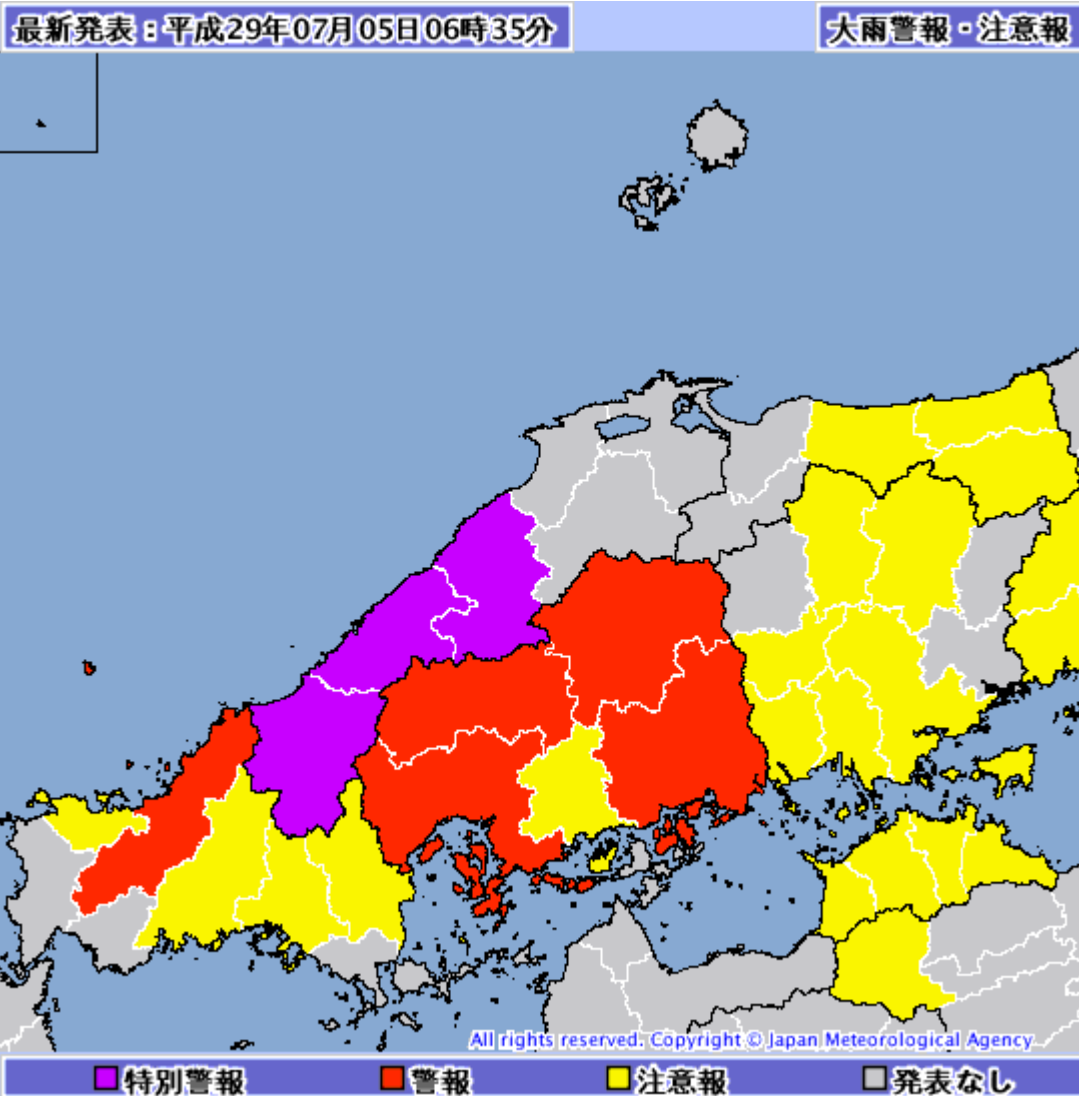 最新発表：平成29年07月05日06時35分
大雨警報・注意報
All rights reserved. Copyright © Japan Meteorological Agency
特別警報
警報
注意報
発表なし